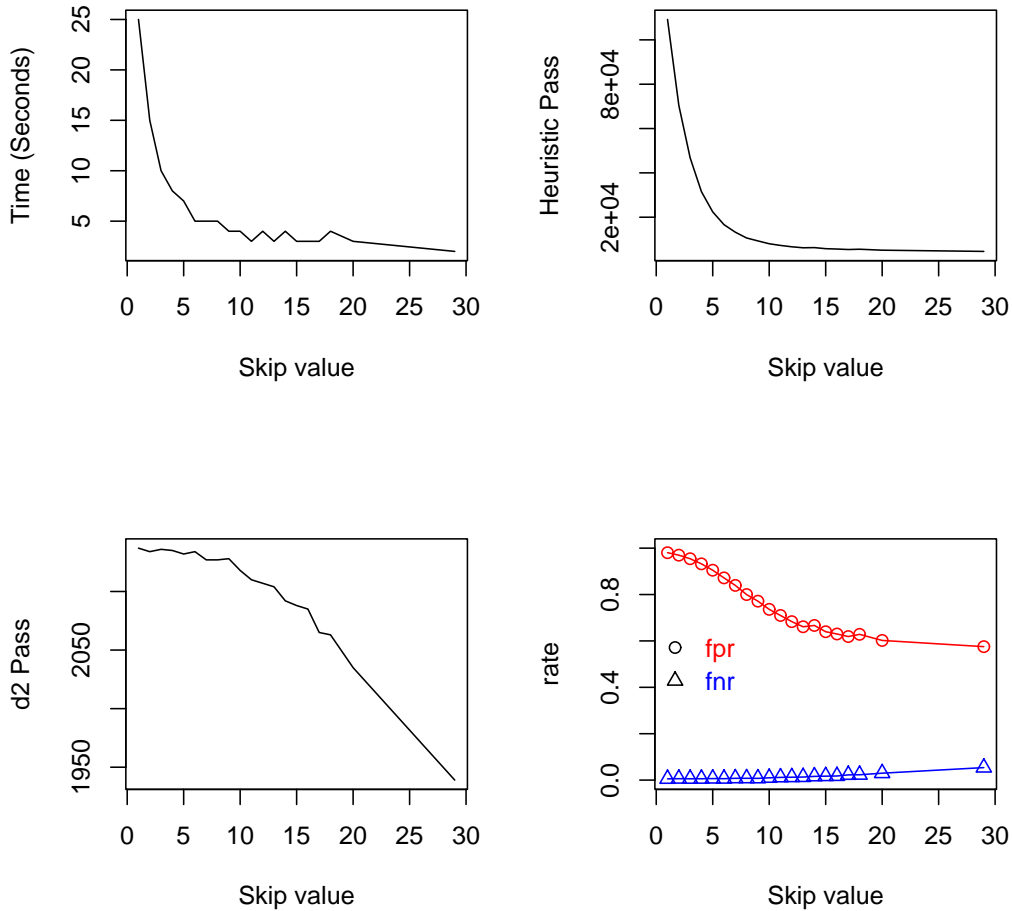 Time (Seconds)
25
20
15
10
5
0 5 10 15 20 25 30
Skip value
Heuristic Pass
8e+04
2e+04
0 5 10 15 20 25 30
Skip value
d2 Pass
2050
1950
0 5 10 15 20 25 30
Skip value
rate
0.8
0.4
0.0
fpr
fnr
0 5 10 15 20 25 30
Skip value